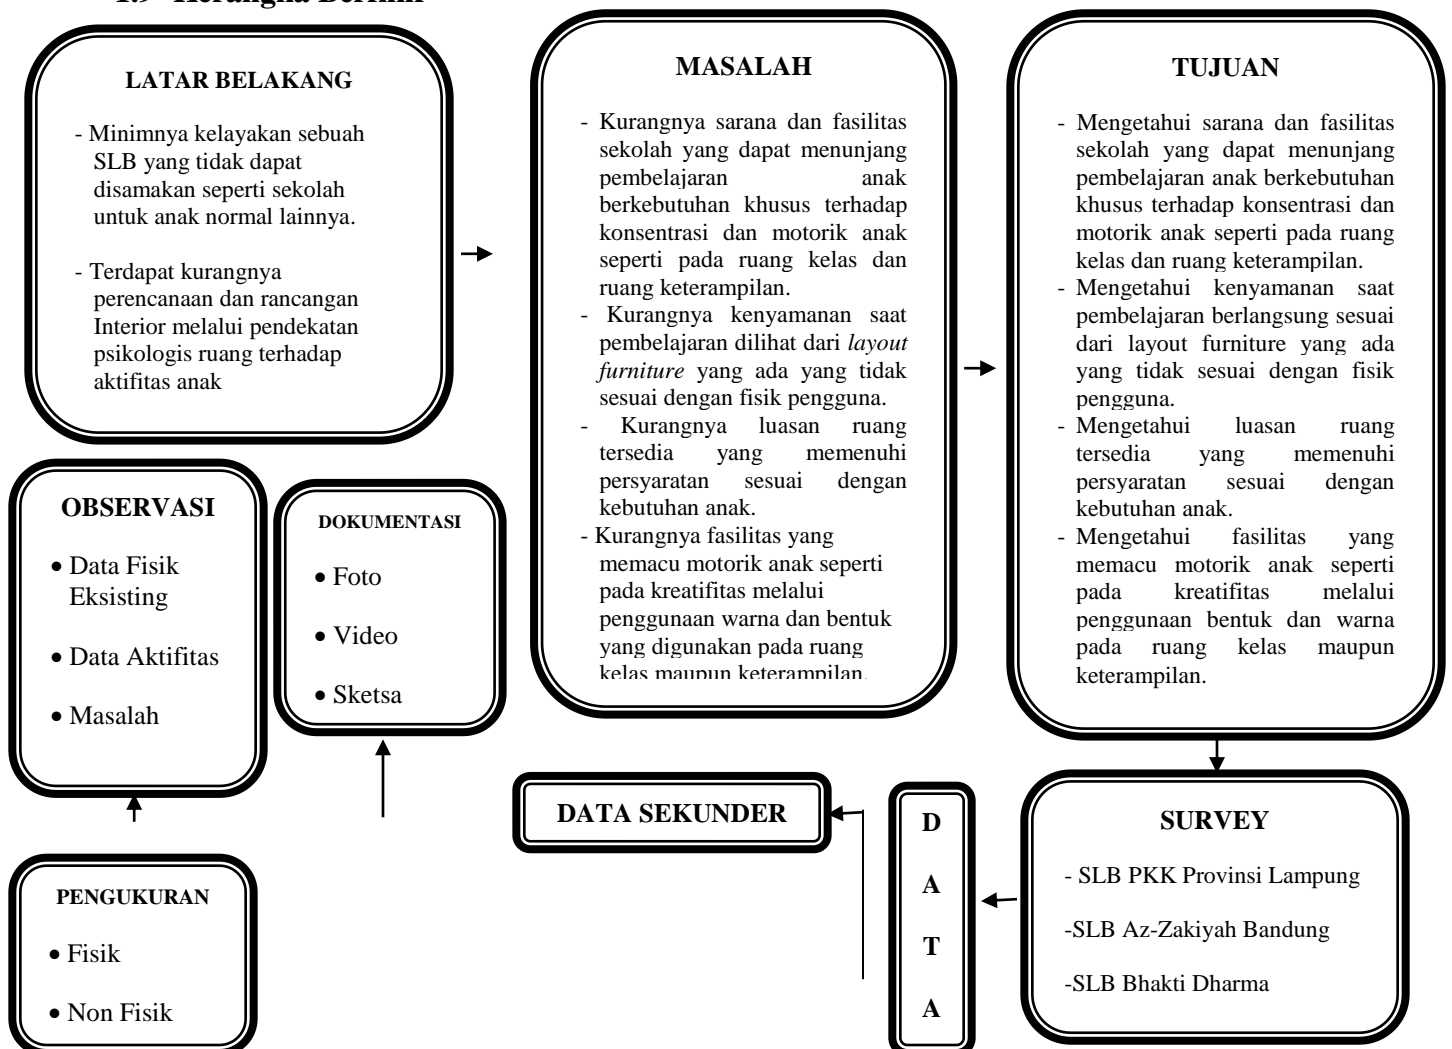 1.9 Kerangka Berfikir
LATAR BELAKANG
- Minimnya kelayakan sebuah
SLB yang tidak dapat
disamakan seperti sekolah
untuk anak normal lainnya.
- Terdapat kurangnya
perencanaan dan rancangan
Interior melalui pendekatan
psikologis ruang terhadap
aktifitas anak
MASALAH
- Kurangnya sarana dan fasilitas
sekolah yang dapat menunjang
pembelajaran anak
berkebutuhan khusus terhadap
konsentrasi dan motorik anak
seperti pada ruang kelas dan
ruang keterampilan.
- Kurangnya kenyamanan saat
pembelajaran dilihat dari layout
furniture yang ada yang tidak
sesuai dengan fisik pengguna.
- Kurangnya luasan ruang
tersedia yang memenuhi
persyaratan sesuai dengan
kebutuhan anak.
- Kurangnya fasilitas yang
memacu motorik anak seperti
pada kreatifitas melalui
penggunaan warna dan bentuk
yang digunakan pada ruang
kelas maupun keterampilan.
TUJUAN
- Mengetahui sarana dan fasilitas
sekolah yang dapat menunjang
pembelajaran anak berkebutuhan
khusus terhadap konsentrasi dan
motorik anak seperti pada ruang
kelas dan ruang keterampilan.
- Mengetahui kenyamanan saat
pembelajaran berlangsung sesuai
dari layout furniture yang ada
yang tidak sesuai dengan fisik
pengguna.
- Mengetahui luasan ruang
tersedia yang memenuhi
persyaratan sesuai dengan
kebutuhan anak.
- Mengetahui fasilitas yang
memacu motorik anak seperti
pada kreatifitas melalui
penggunaan bentuk dan warna
pada ruang kelas maupun
keterampilan.
OBSERVASI
• Data Fisik
Eksisting
• Data Aktifitas
• Masalah
DOKUMENTASI
• Foto
• Video
• Sketsa
DATA SEKUNDER
D
A
T
A
SURVEY
- SLB PKK Provinsi Lampung
-SLB Az-Zakiyah Bandung
-SLB Bhakti Dharma
PENGUKURAN
• Fisik
• Non Fisik